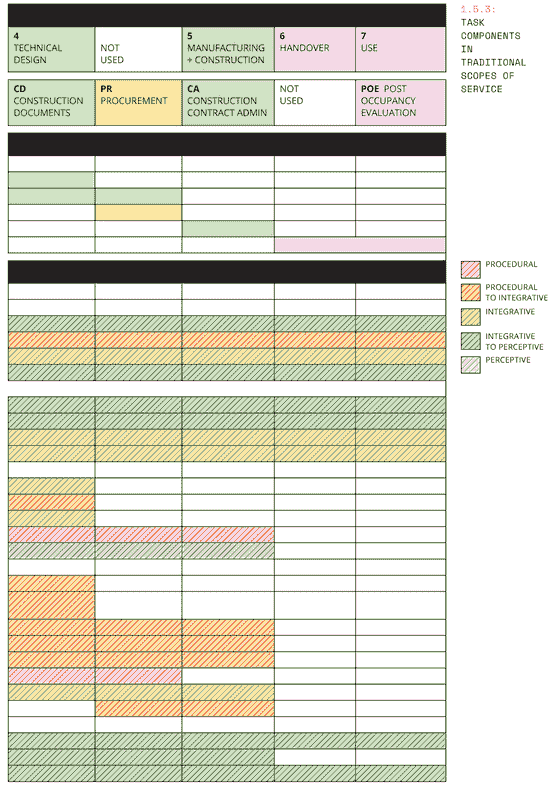 4
TECHNICAL
DESIGN
NOT
USED
5
MANUFACTURING
+ CONSTRUCTION
6
HANDOVER
7
USE
CD
CONSTRUCTION
DOCUMENTS
PR
PROCUREMENT
CA
CONSTRUCTION
CONTRACT ADMIN
NOT
USED
POE POST
OCCUPANCY
EVALUATION
1.5.3:
TASK
COMPONENTS
IN
TRADITIONAL
SCOPES OF
SERVICE
PROCEDURAL
PROCEDURAL
TO INTEGRATIVE
INTEGRATIVE
INTEGRATIVE
TO PERCEPTIVE
PERCEPTIVE